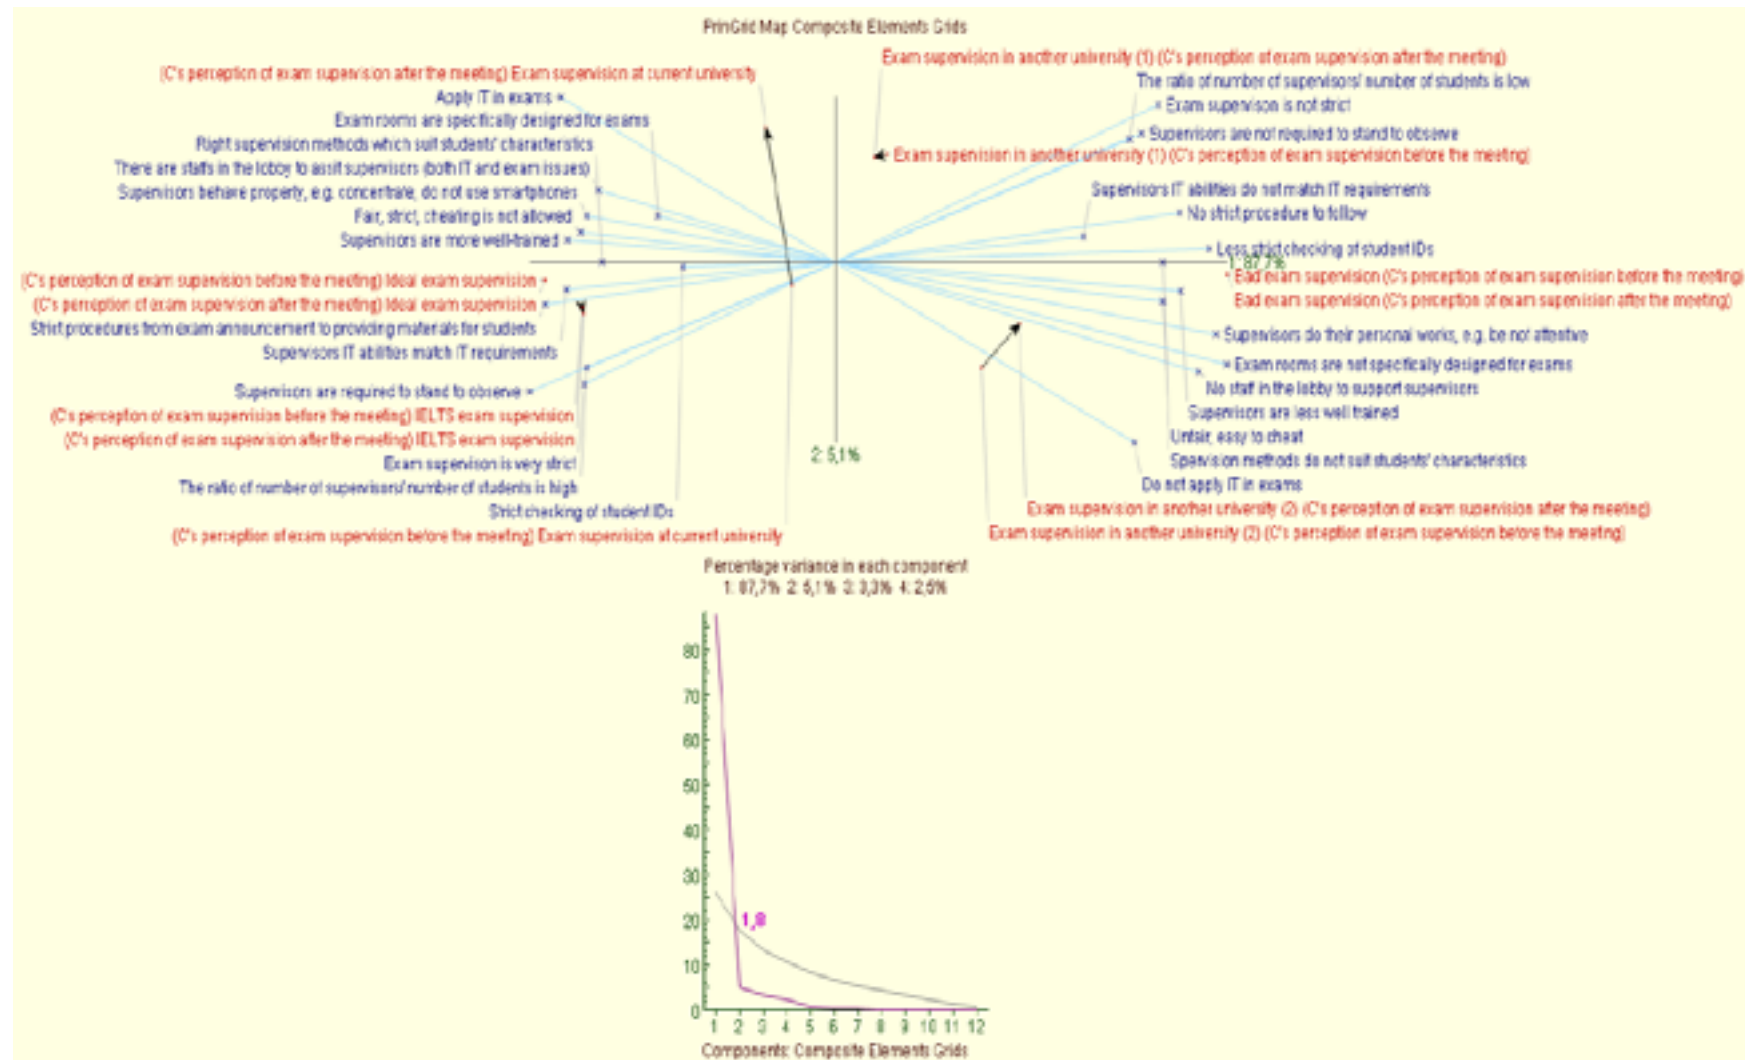 PrinGrid Map Composite Elements Grids
Exam supervision in another university (1) (C's perception of exam supervision after the meeting)
(C's perception of exam supervision after the meeting) Exam supervision at current university
The ratio of number of supervisors/ number of students is low
Apply IT in exams
Exam supervison is not strict
Exam rooms are specifically designed for exams
Supervisors are not required to stand to observe
Right supervision methods which suit students' characteristics
Exam supervision in another university (1) (C's perception of exam supervision before the meeting)
There are staffs in the lobby to assit supervisors (both IT and exam issues)
Supervisors behave property, e.g. concentrate, do not use smartphones
Supervisors IT abilities do not match IT requirements
Fair, strict, cheating is not allowed
No strict procedure to follow
Supervisors are more well-trained
Less strict checking of student IDs
1: 87,7%
(C's perception of exam supervision before the meeting) Ideal exam supervision
Bad exam supervision (C's perception of exam supervision before the meeting)
(C's perception of exam supervision after the meeting) Ideal exam supervision
Bad exam supervision (C's perception of exam supervision after the meeting)
Strict procedures from exam announcement to providing materials for students
Supervisors do their personal works, e.g. be not attentive
Supervisors IT abilities match IT requirements
Exam rooms are not specifically designed for exams
Supervisors are required to stand to observe
No staff in the lobby to support supervisors
(C's perception of exam supervision before the meeting) IELTS exam supervision
Supervisors are less well trained
(C's perception of exam supervision after the meeting) IELTS exam supervision
Unfair, easy to cheat
2: 5,1%
Exam supervison is very strict
Spervision methods do not suit students' characteristics
The ratio of number of supervisors/ number of students is high
Do not apply IT in exams
Strict checking of student IDs
Exam supervision in another university (2) (C's perception of exam supervision after the meeting)
(C's perception of exam supervision before the meeting) Exam supervision at current university
Exam supervision in another university (2) (C's perception of exam supervision before the meeting)
Percentage variance in each component
1: 87,7% 2: 5,1% 3: 3,3% 4: 2,5%
80
70
60
50
40
30
20
1,8
10
0
1 2 3 4 5 6 7 8 9 10 11 12
Components: Composite Elements Grids